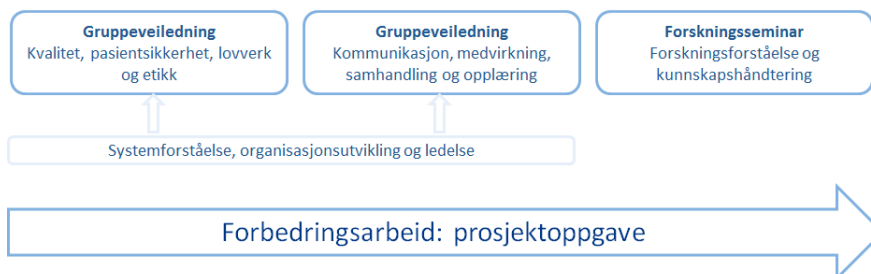 Gruppeveiledning
Kvalitet, pasientsikkerhet, lovverk
og etikk
Gruppeveiledning
Kommunikasjon, medvirkning,
samhandling og opplæring
Forskningsseminar
Forskningsforståelse og
kunnskapshåndtering
Systemforståelse, organisasjonsutvikling og ledelse
Forbedringsarbeid: prosjektoppgave